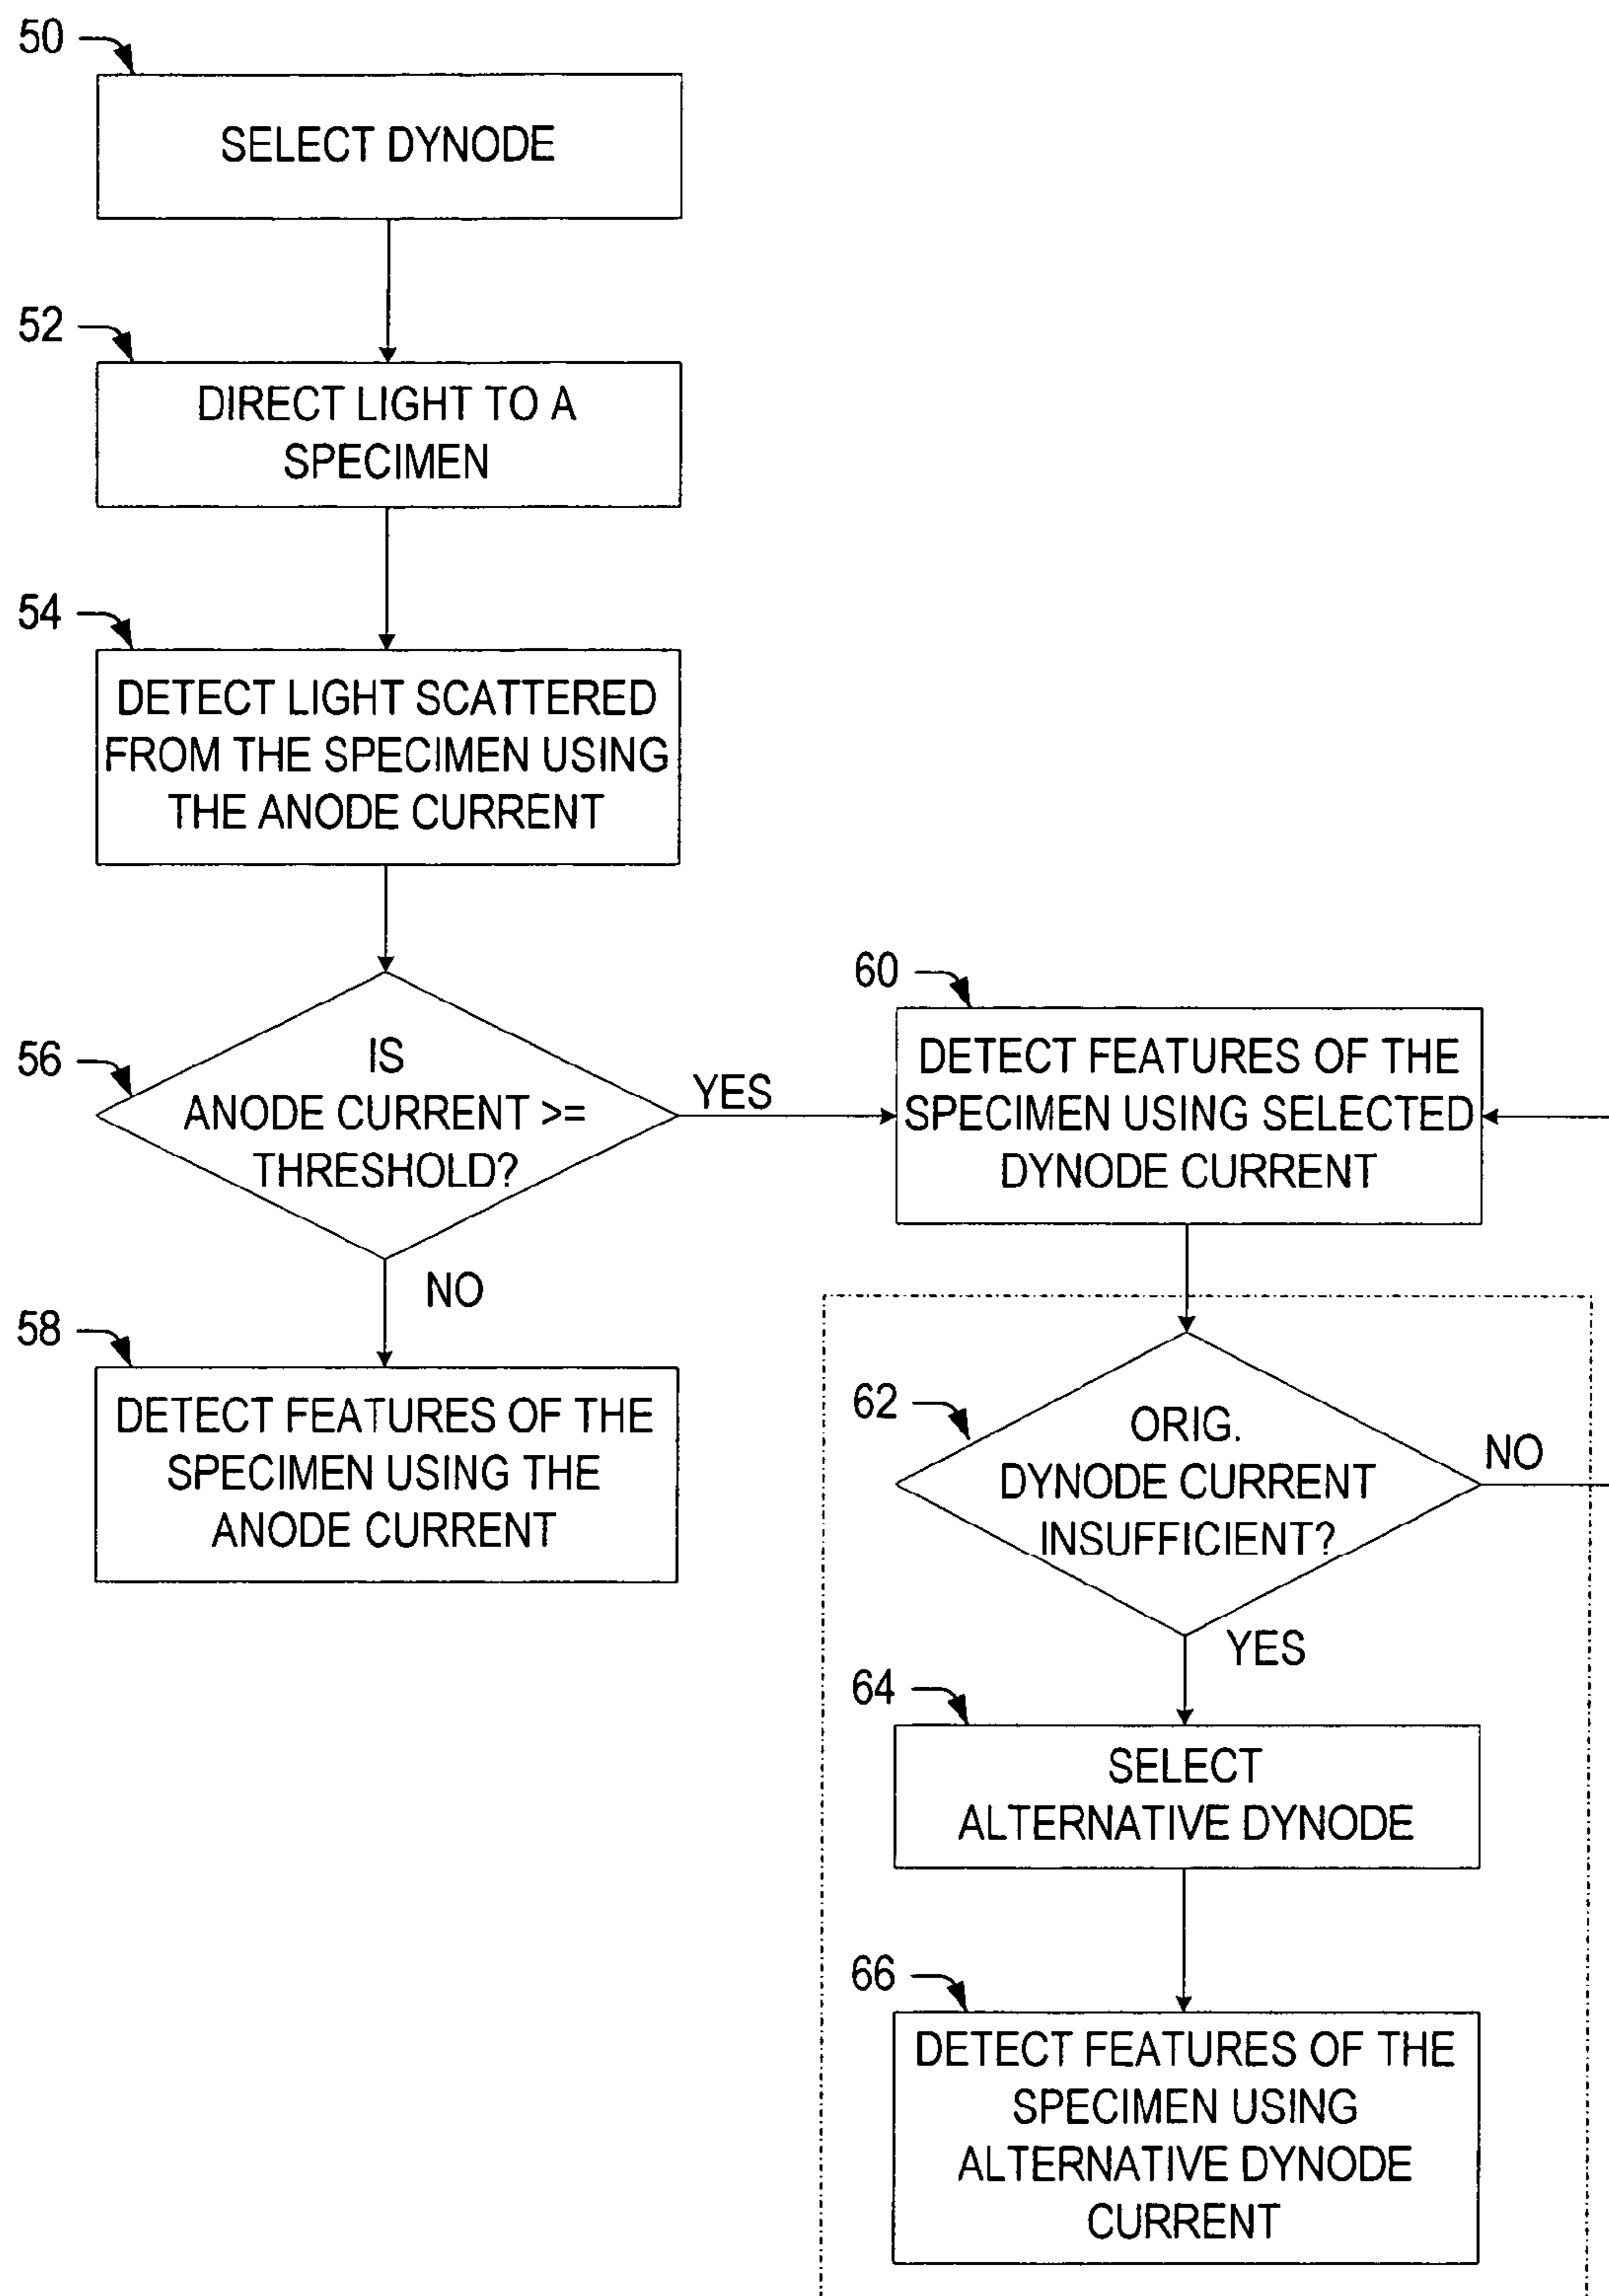 50
SELECT DYNODE
52
DIRECT LIGHT TO A
SPECIMEN
54
DETECT LIGHT SCATTERED
FROM THE SPECIMEN USING
THE ANODE CURRENT
56
IS
ANODE CURRENT >=
THRESHOLD?
YES
NO
58
DETECT FEATURES OF THE
SPECIMEN USING THE
ANODE CURRENT
60
DETECT FEATURES OF THE
SPECIMEN USING SELECTED
DYNODE CURRENT
62
ORIG.
DYNODE CURRENT
INSUFFICIENT?
NO
YES
64
SELECT
ALTERNATIVE DYNODE
66
DETECT FEATURES OF THE
SPECIMEN USING
ALTERNATIVE DYNODE
CURRENT